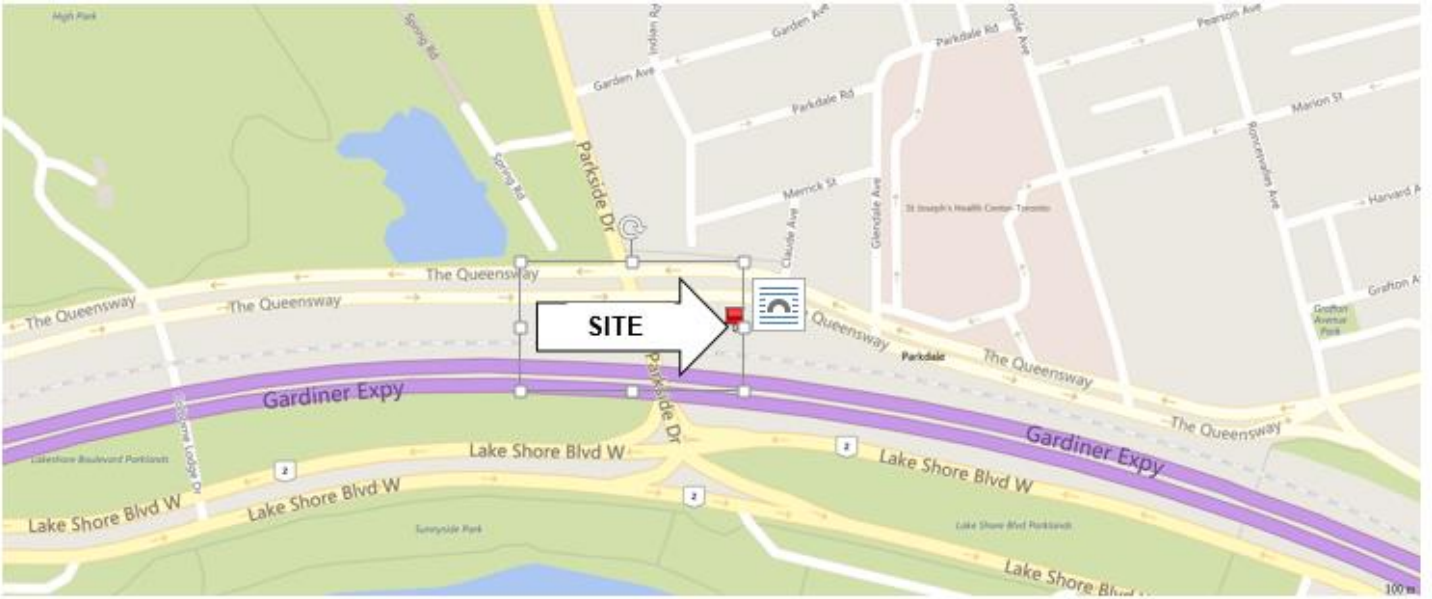 High Park
Spring Rd
Indian Rd
Garden Ave
Garden Ave
Parkdale Rd
Pearson Ave
Parkdale Rd
Marion St
Parkside Dr
Spring Rd
Merrick St
Roncesvalles Ave
Harvard A
St Joseph's Health Center-Toronto
Glendale Ave
Claude Ave
The Queensway
The Queensway
The Queensway
SITE
Queensway
Grafton A
Grafton
Avenue
Park
Parkdale
The Queensway
Parkside Dr
Gardiner Expy
The Queensway
Gardiner Expy
Colborne Lodge Dr
Lakeshore Boulevard Parklands
Lake Shore Blvd W
2
2
Lake Shore Blvd W
Lake Shore Blvd W
Lake Shore Blvd W
2
Sunnyside Park
Lake Shore Blvd Parklands
Lake Shore Blvd
100 m